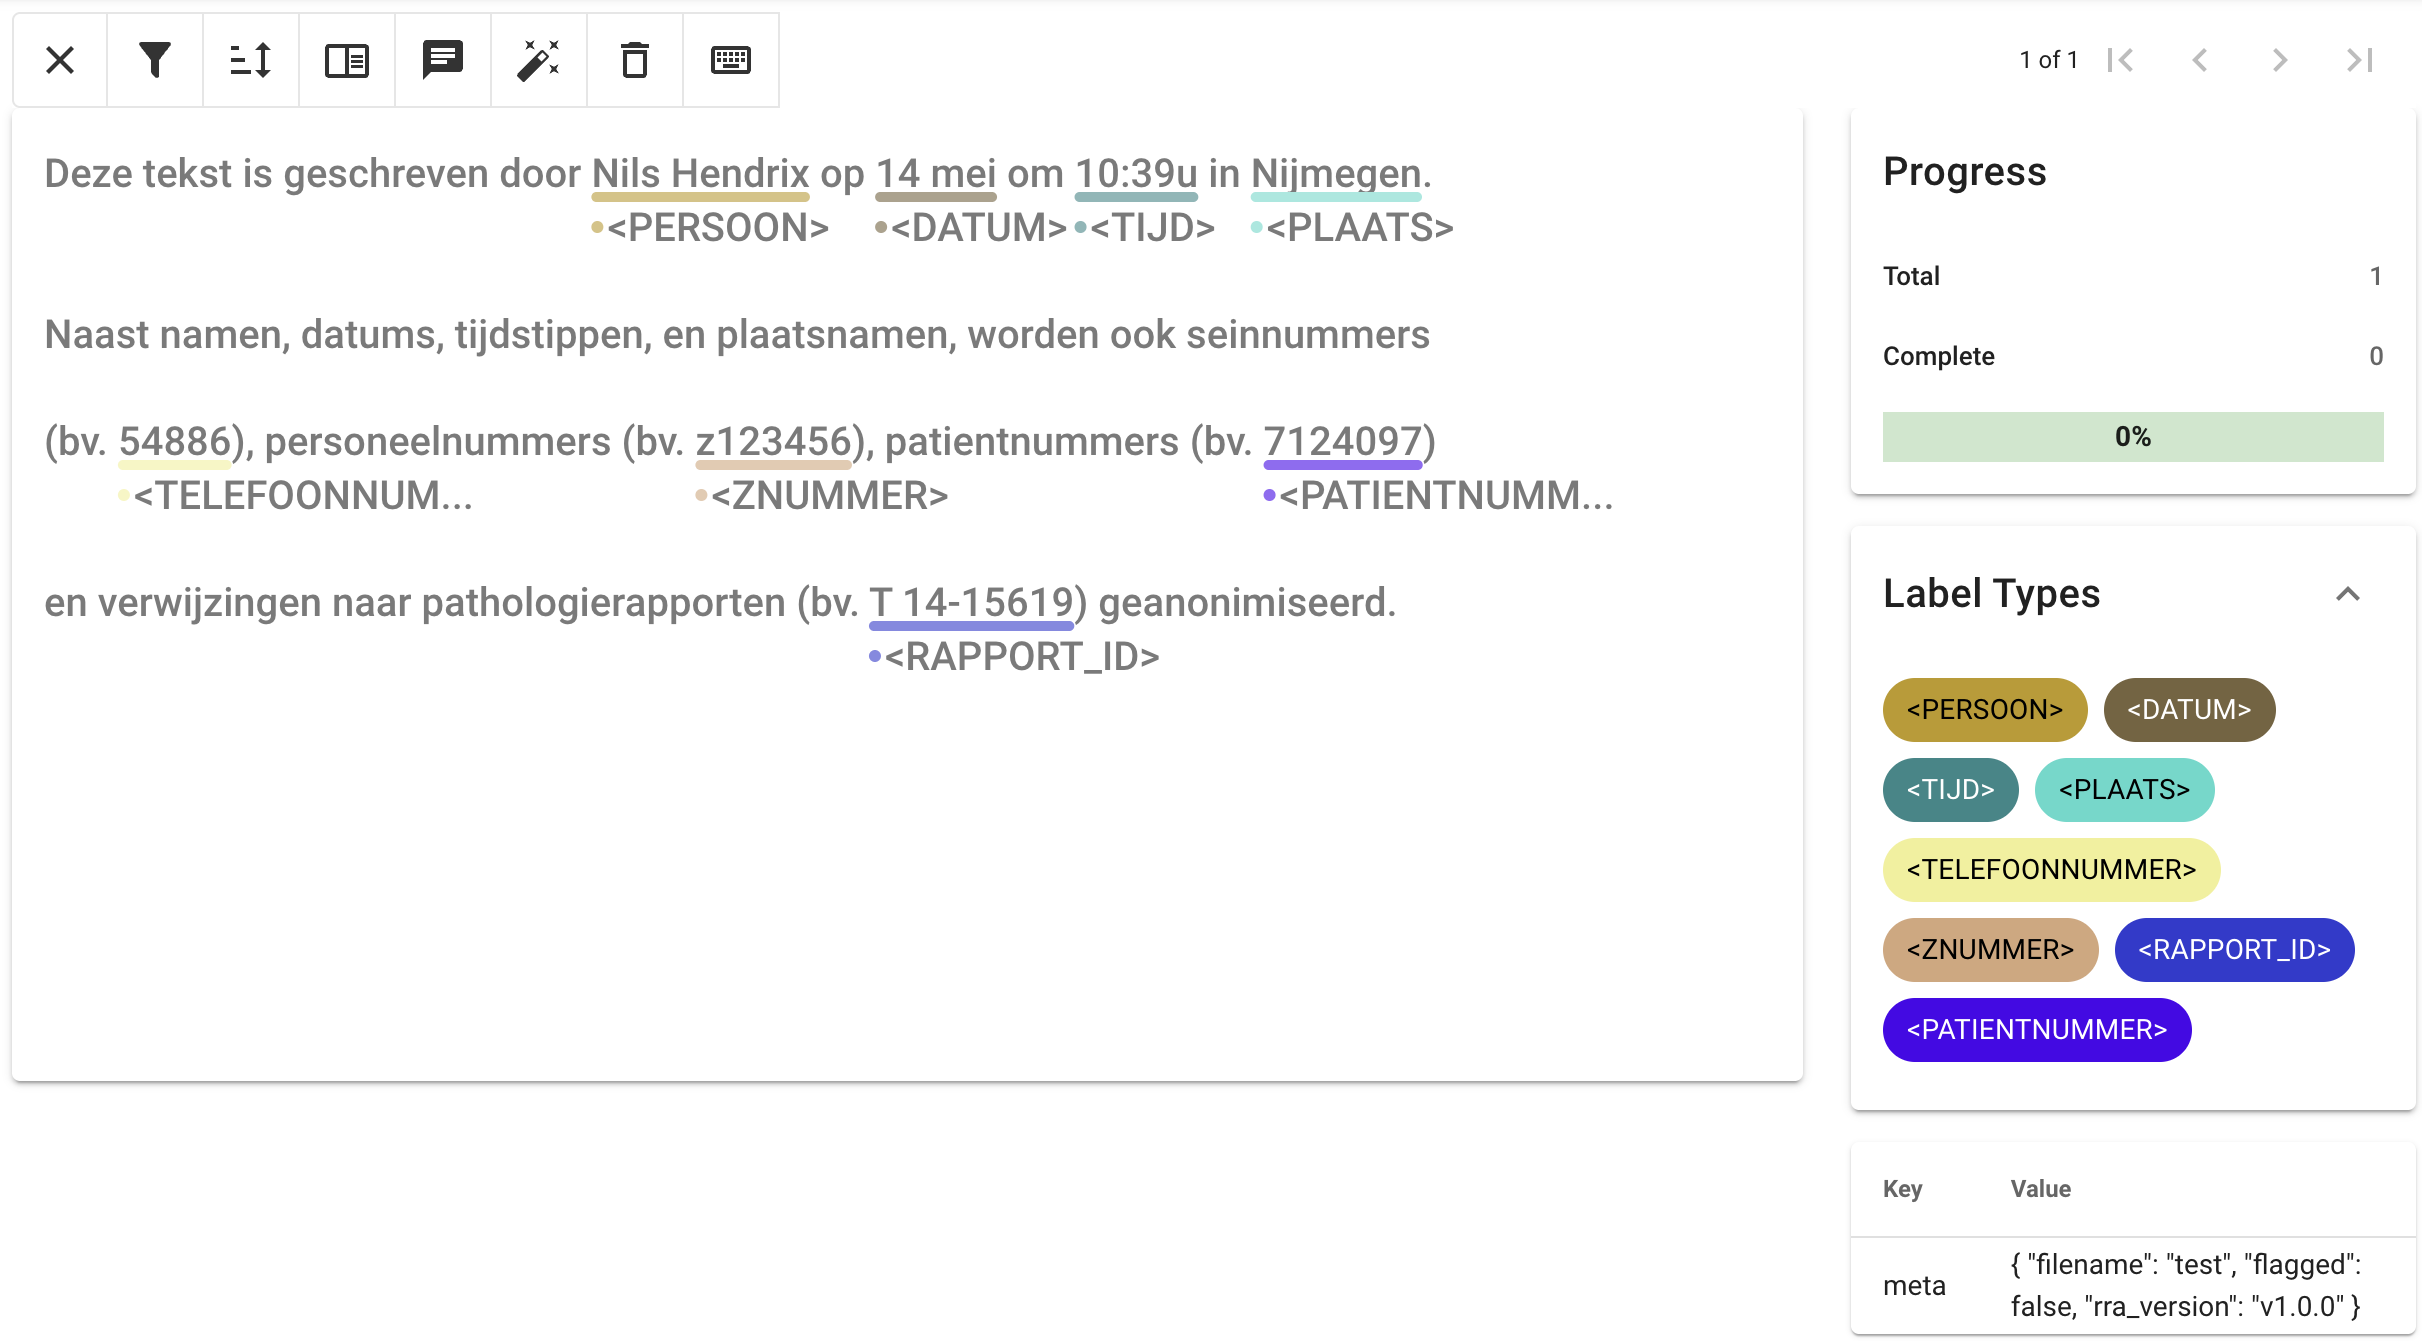 1 of 1
Deze tekst is geschreven door Nils Hendrix op 14 mei om 10:39u in Nijmegen.
•<PERSOON> •<DATUM> •<TIJD> •<PLAATS>
Naast namen, datums, tijdstippen, en plaatsnamen, worden ook seinnummers
(bv. 54886), personeelnummers (bv. z123456), patientnummers (bv. 7124097)
•<TELEFOONNUM... •<ZNUMMER> •<PATIENTNUMM...
en verwijzingen naar pathologierapporten (bv. T 14-15619) geanonimiseerd.
•<RAPPORT_ID>
Progress
Total 1
Complete 0
0%
Label Types
<PERSOON> <DATUM>
<TIJD> <PLAATS>
<TELEFOONNUMMER>
<ZNUMMER> <RAPPORT_ID>
<PATIENTNUMMER>
Key Value
meta { "filename": "test", "flagged":
false, "rra_version": "v1.0.0" }